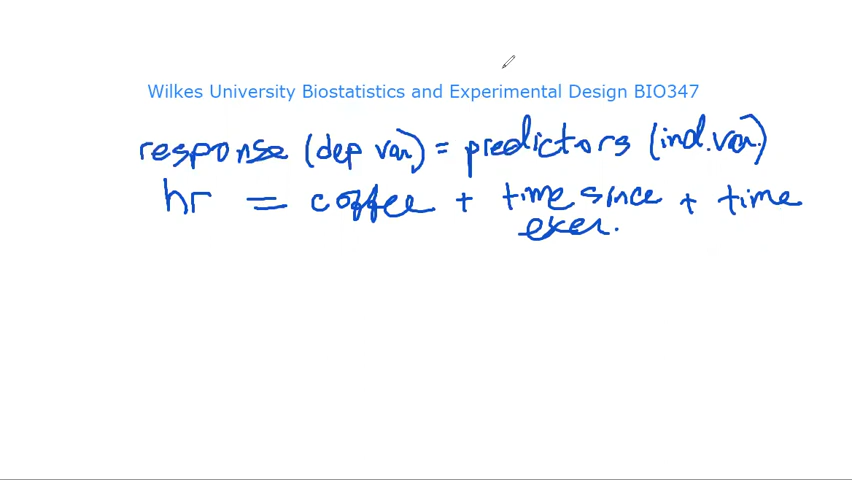 Wilkes University Biostatistics and Experimental Design BIO347
response (dep var) = predictors (ind. var.)
hr = coffee + time since + time
exer.